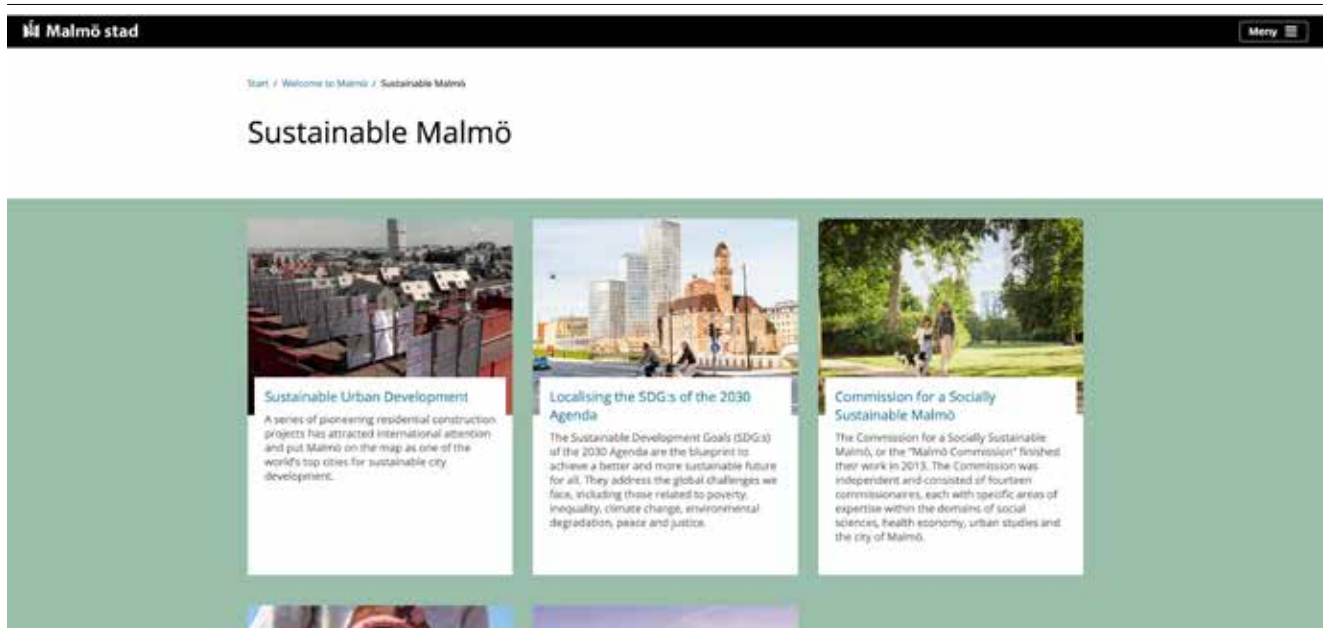 Malmö stad
Meny
Start / Welcome to Malmö / Sustainable Malmö
Sustainable Malmö
Sustainable Urban Development
A series of pioneering residential construction
projects has attracted international attention
and put Malmö on the map as one of the
world's top cities for sustainable city
development.
Localising the SDG:s of the 2030
Agenda
The Sustainable Development Goals (SDG:s)
of the 2030 Agenda are the blueprint to
achieve a better and more sustainable future
for all. They address the global challenges we
face, including those related to poverty,
inequality, climate change, environmental
degradation, peace and justice.
Commission for a Socially
Sustainable Malmö
The Commission for a Socially Sustainable
Malmö, or the "Malmö Commission" finished
their work in 2013. The Commission was
independent and consisted of fourteen
commissionaires, each with specific areas of
expertise within the domains of social
sciences, health economy, urban studies and
the city of Malmö.